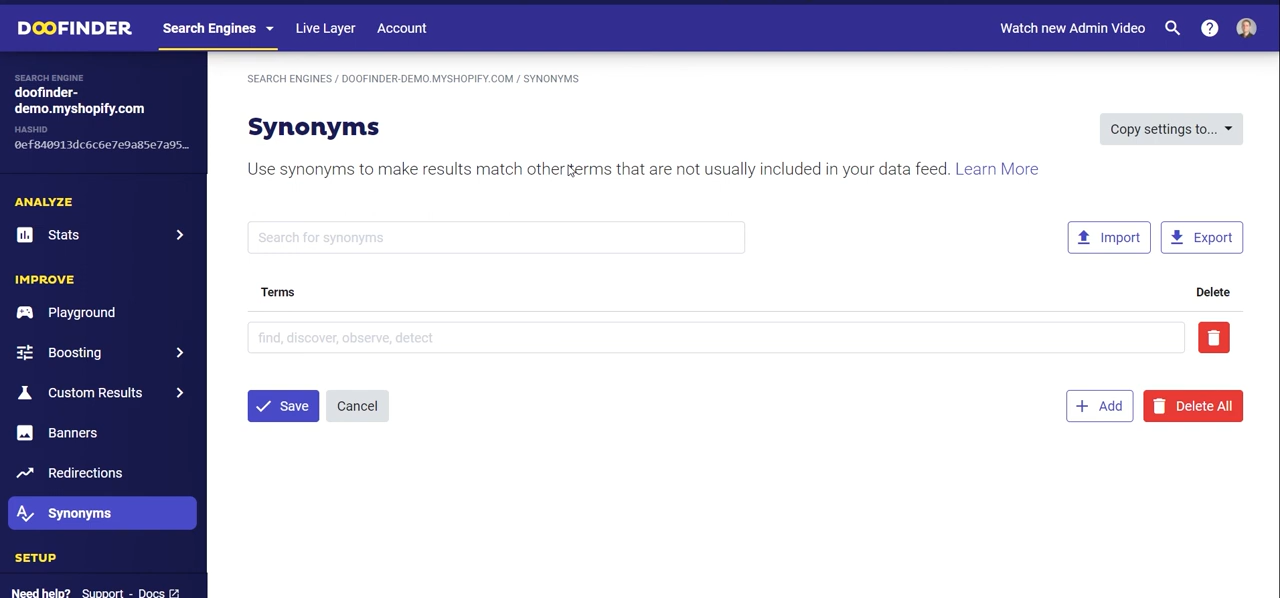 DOOFINDER
Search Engines
Live Layer
Account
Watch new Admin Video
SEARCH ENGINE
doofinder-
demo.myshopify.com
HASHID
0ef840913dc6c6e7e9a85e7a95...
ANALYZE
Stats
IMPROVE
Playground
Boosting
Custom Results
Banners
Redirections
Synonyms
SETUP
Need help? Support - Docs
SEARCH ENGINES / DOOFINDER-DEMO.MYSHOPIFY.COM / SYNONYMS
Synonyms
Copy settings to...
Use synonyms to make results match other terms that are not usually included in your data feed. Learn More
Search for synonyms
Import
Export
Terms
Delete
find, discover, observe, detect
Save
Cancel
+ Add
Delete All